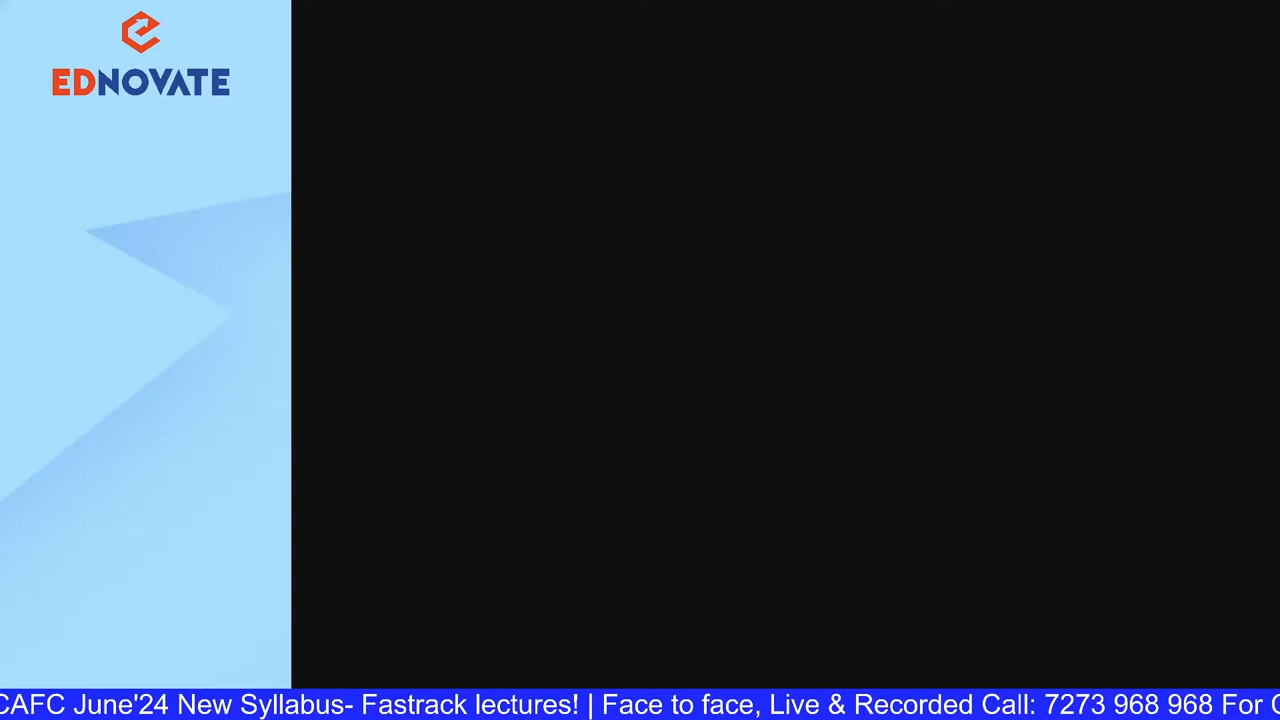 EDNOVATE
CAFC June'24 New Syllabus- Fastrack lectures! | Face to face, Live & Recorded Call: 7273 968 968 For